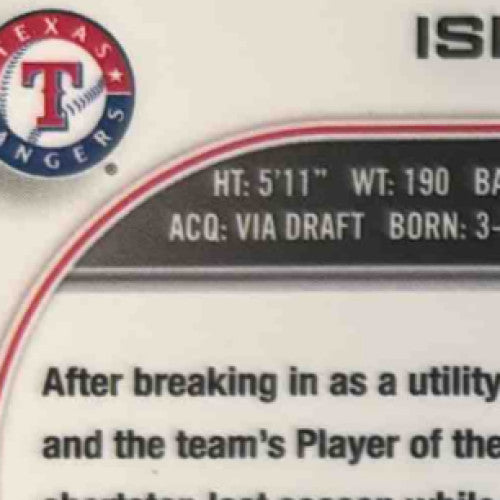 TEXAS
T
RANGERS
ISI
HT: 5'11" WT: 190 BA
ACQ: VIA DRAFT BORN: 3-
After breaking in as a utility
and the team's Player of the